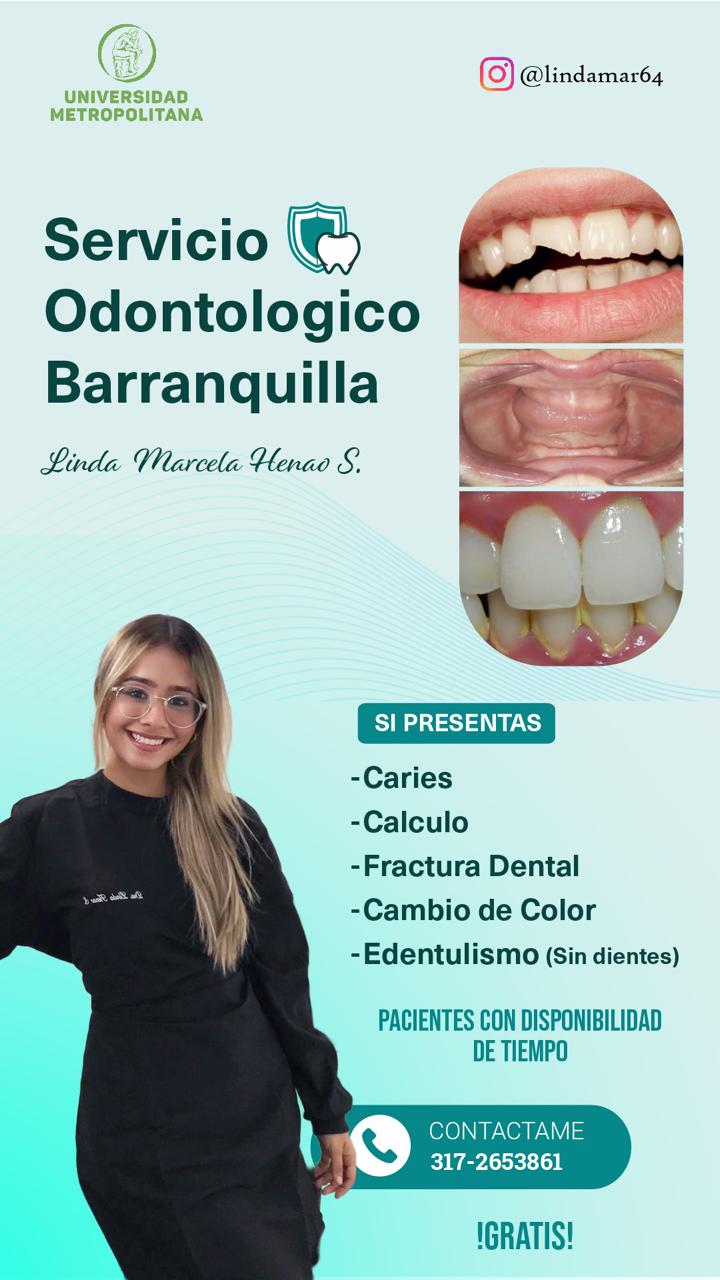 UNIVERSIDAD
METROPOLITANA
@lindamar64
Servicio
Odontologico
Barranquilla
Linda Marcela Henao S.
SI PRESENTAS
-Caries
-Calculo
-Fractura Dental
-Cambio de Color
-Edentulismo (Sin dientes)
PACIENTES CON DISPONIBILIDAD
DE TIEMPO
CONTACTAME
317-2653861
!GRATIS!